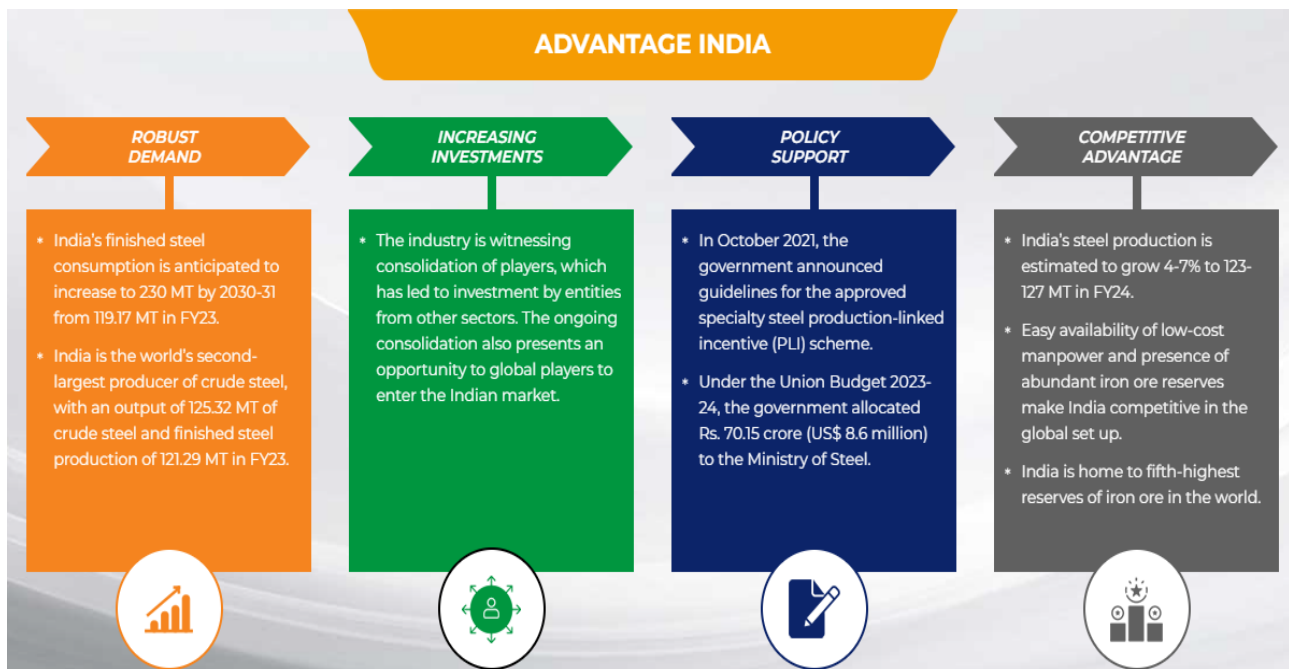 ADVANTAGE INDIA
ROBUST
DEMAND
* India's finished steel
consumption is anticipated to
increase to 230 MT by 2030-31
from 119.17 MT in FY23.
* India is the world's second-
largest producer of crude steel,
with an output of 125.32 MT of
crude steel and finished steel
production of 121.29 MT in FY23.
INCREASING
INVESTMENTS
* The industry is witnessing
consolidation of players, which
has led to investment by entities
from other sectors. The ongoing
consolidation also presents an
opportunity to global players to
enter the Indian market.
POLICY
SUPPORT
* In October 2021, the
government announced
guidelines for the approved
specialty steel production-linked
incentive (PLI) scheme.
* Under the Union Budget 2023-
24, the government allocated
Rs. 70.15 crore (US$ 8.6 million)
to the Ministry of Steel.
COMPETITIVE
ADVANTAGE
* India's steel production is
estimated to grow 4-7% to 123-
127 MT in FY24.
* Easy availability of low-cost
manpower and presence of
abundant iron ore reserves
make India competitive in the
global set up.
* India is home to fifth-highest
reserves of iron ore in the world.